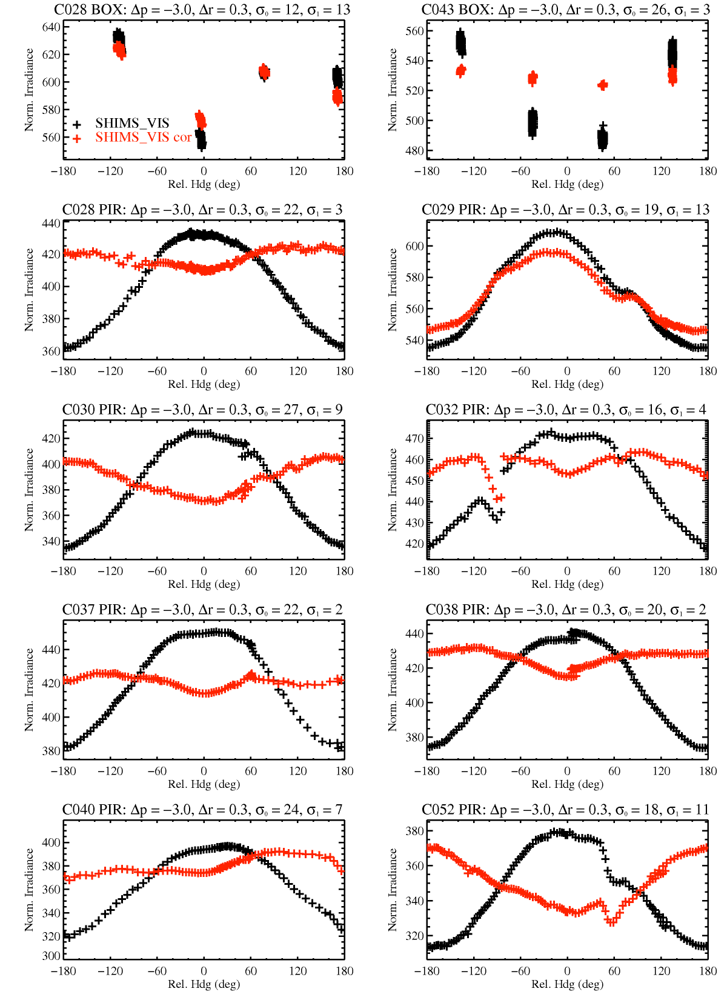 C028 BOX: Δp = −3.0, Δr = 0.3, σ₀ = 12, σ₁ = 13
640
620
600
580
560
Norm. Irradiance
SHIMS_VIS
SHIMS_VIS cor
−180 −120 −60 0 60 120 180
Rel. Hdg (deg)
C043 BOX: Δp = −3.0, Δr = 0.3, σ₀ = 26, σ₁ = 3
560
540
520
500
480
Norm. Irradiance
−180 −120 −60 0 60 120 180
Rel. Hdg (deg)
C028 PIR: Δp = −3.0, Δr = 0.3, σ₀ = 22, σ₁ = 3
440
420
400
380
360
Norm. Irradiance
−180 −120 −60 0 60 120 180
Rel. Hdg (deg)
C029 PIR: Δp = −3.0, Δr = 0.3, σ₀ = 19, σ₁ = 13
600
580
560
540
Norm. Irradiance
−180 −120 −60 0 60 120 180
Rel. Hdg (deg)
C030 PIR: Δp = −3.0, Δr = 0.3, σ₀ = 27, σ₁ = 9
420
400
380
360
340
Norm. Irradiance
−180 −120 −60 0 60 120 180
Rel. Hdg (deg)
C032 PIR: Δp = −3.0, Δr = 0.3, σ₀ = 16, σ₁ = 4
470
460
450
440
430
420
Norm. Irradiance
−180 −120 −60 0 60 120 180
Rel. Hdg (deg)
C037 PIR: Δp = −3.0, Δr = 0.3, σ₀ = 22, σ₁ = 2
440
420
400
380
Norm. Irradiance
−180 −120 −60 0 60 120 180
Rel. Hdg (deg)
C038 PIR: Δp = −3.0, Δr = 0.3, σ₀ = 20, σ₁ = 2
440
420
400
380
Norm. Irradiance
−180 −120 −60 0 60 120 180
Rel. Hdg (deg)
C040 PIR: Δp = −3.0, Δr = 0.3, σ₀ = 24, σ₁ = 7
400
380
360
340
320
300
Norm. Irradiance
−180 −120 −60 0 60 120 180
Rel. Hdg (deg)
C052 PIR: Δp = −3.0, Δr = 0.3, σ₀ = 18, σ₁ = 11
380
360
340
320
Norm. Irradiance
−180 −120 −60 0 60 120 180
Rel. Hdg (deg)